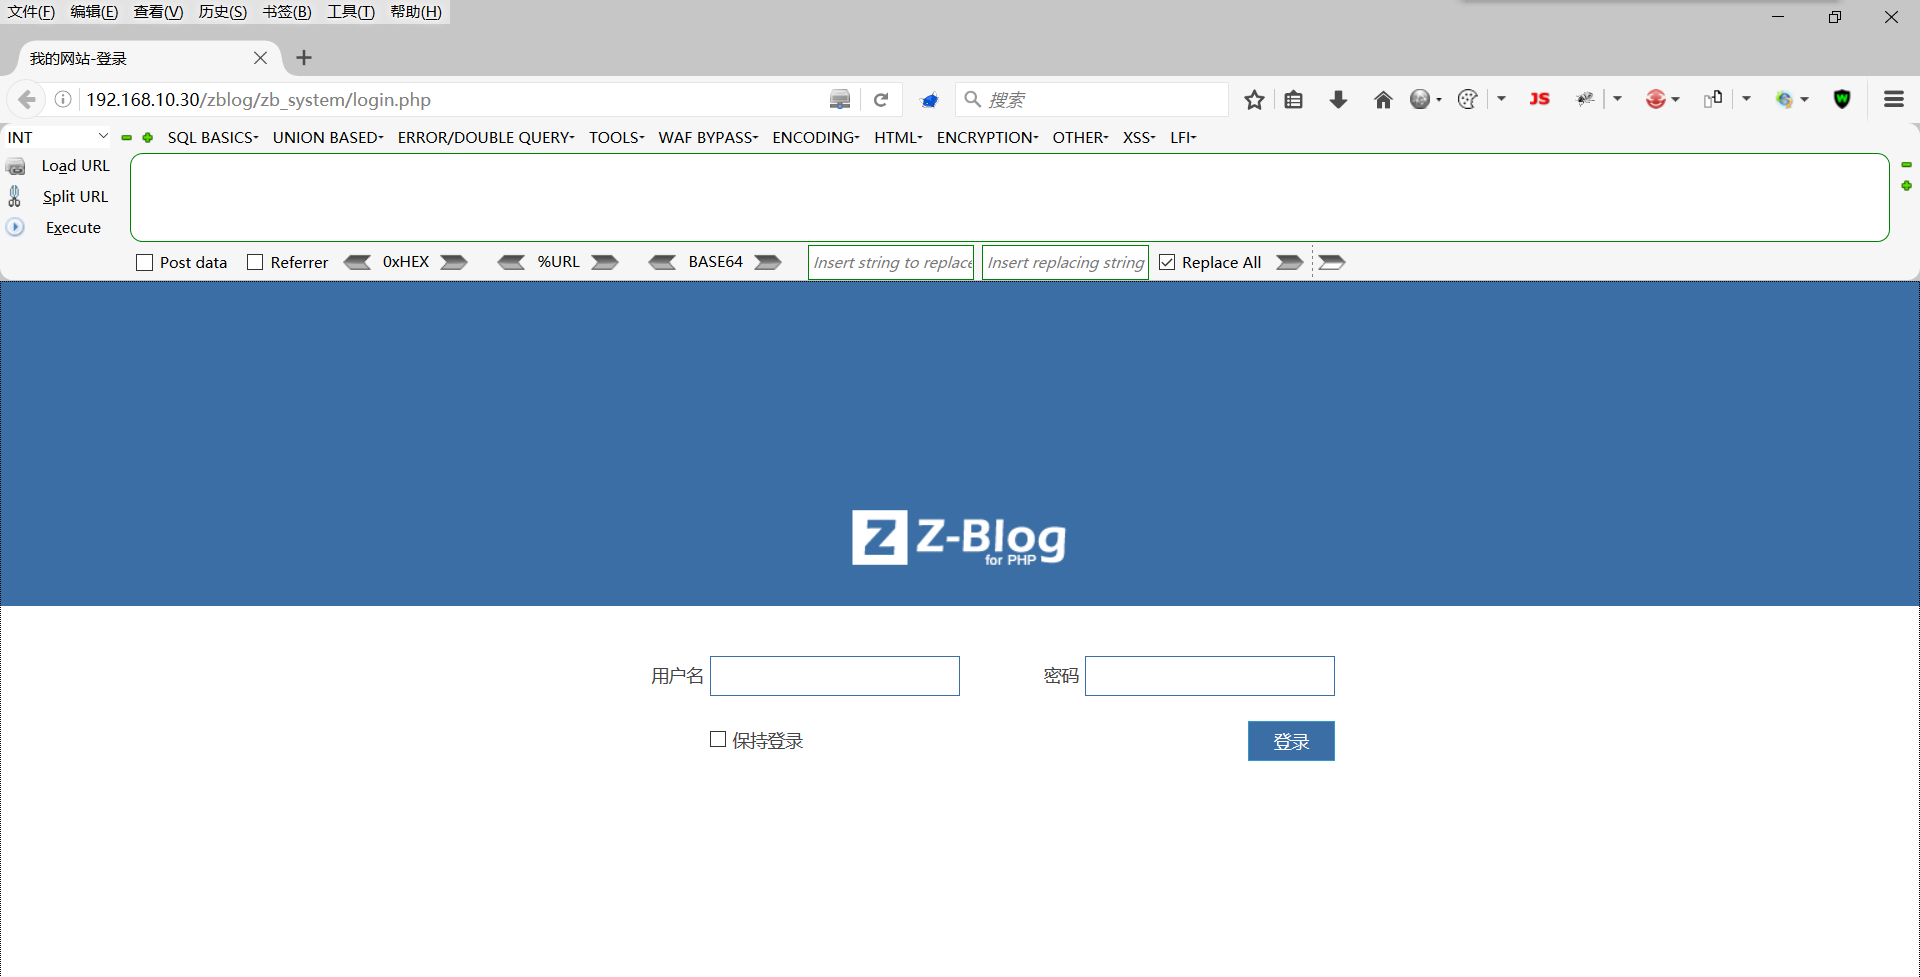 文件(F) 编辑(E) 查看(V) 历史(S) 书签(B) 工具(T) 帮助(H)
我的网站-登录
192.168.10.30/zblog/zb_system/login.php
搜索
JS
W
INT
SQL BASICS
UNION BASED
ERROR/DOUBLE QUERY
TOOLS
WAF BYPASS
ENCODING
HTML
ENCRYPTION
OTHER
XSS
LFI
Load URL
Split URL
Execute
Post data
Referrer
0xHEX
%URL
BASE64
Insert string to replace
Insert replacing string
Replace All
Z Z-Blog
for PHP
用户名
密码
保持登录
登录